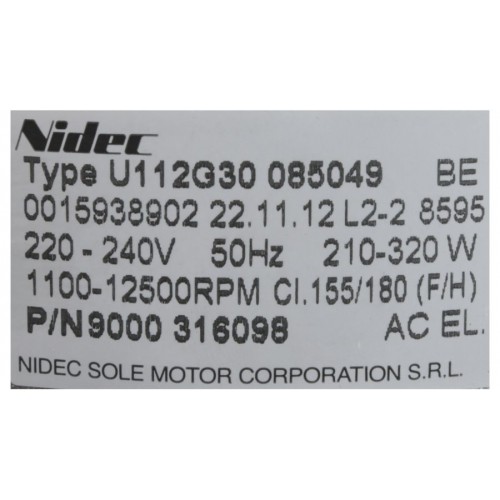 Nidec
Type U112G30 085049 BE
0015938902 22.11.12 L2-2 8595
220 - 240V 50Hz 210-320 W
1100-12500RPM Cl.155/180 (F/H)
P/N9000 316098 AC EL.
NIDEC SOLE MOTOR CORPORATION S.R.L.